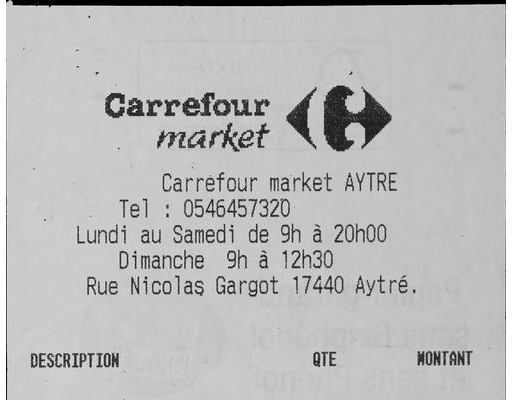 Carrefour
market
Carrefour market AYTRE
Tel : 0546457320
Lundi au Samedi de 9h à 20h00
Dimanche 9h à 12h30
Rue Nicolas Gargot 17440 Aytré.
DESCRIPTION QTE MONTANT